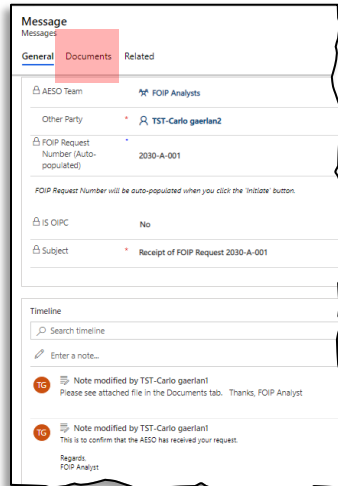 Message
Messages
General Documents Related
AESO Team FOIP Analysts
Other Party * TST-Carlo gaerlan2
FOIP Request Number (Auto-populated) * 2030-A-001
FOIP Request Number will be auto-populated when you click the 'Initiate' button.
IS OIPC No
Subject * Receipt of FOIP Request 2030-A-001
Timeline
Search timeline
Enter a note...
TG Note modified by TST-Carlo gaerlan1
Please see attached file in the Documents tab. Thanks, FOIP Analyst
TG Note modified by TST-Carlo gaerlan1
This is to confirm that the AESO has received your request.
Regards,
FOIP Analyst